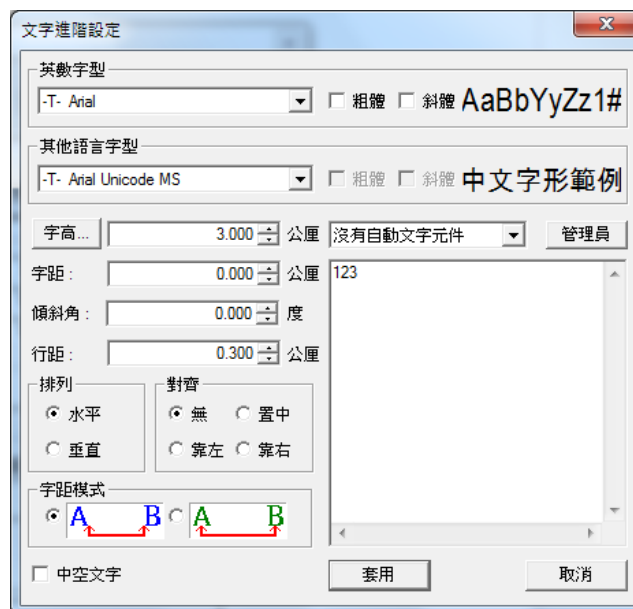 文字進階設定
英數字型
-T- Arial
粗體 斜體 AaBbYyZz1#
其他語言字型
-T- Arial Unicode MS
粗體 斜體 中文字形範例
字高... 3.000 公厘 沒有自動文字元件 管理員
字距: 0.000 公厘 123
傾斜角: 0.000 度
行距: 0.300 公厘
排列 對齊
水平 無 置中
垂直 靠左 靠右
字距模式
A B A B
中空文字 套用 取消